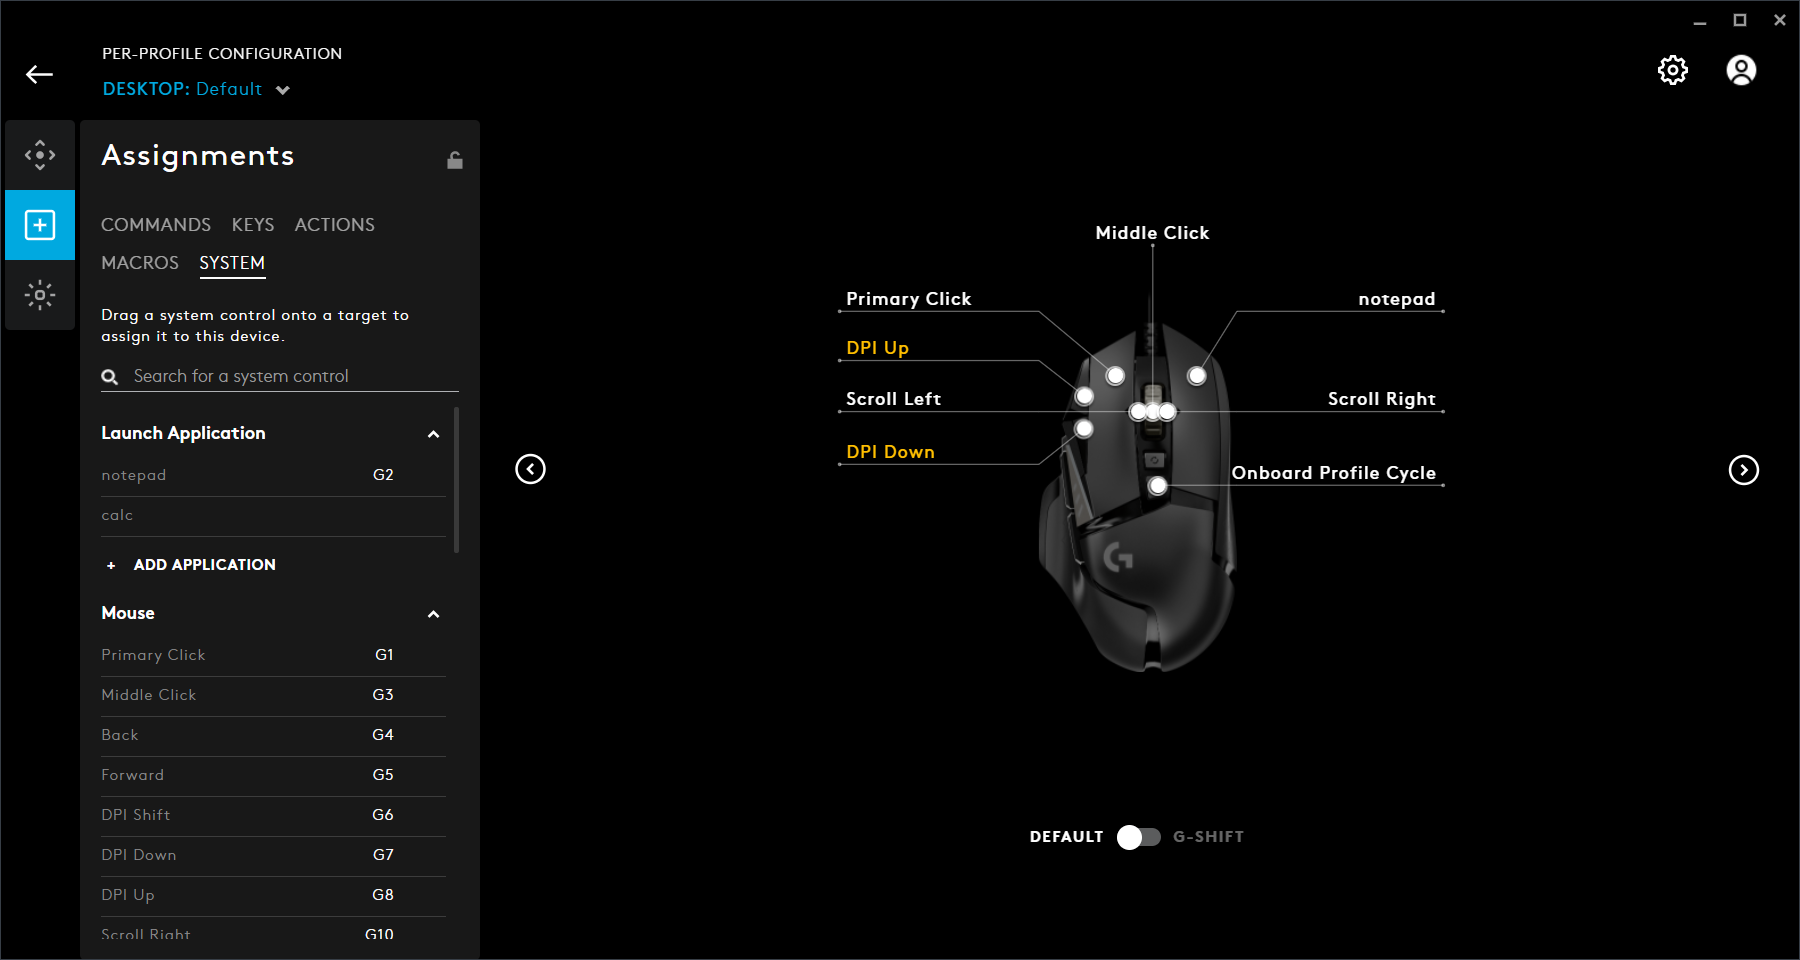 PER-PROFILE CONFIGURATION
DESKTOP: Default
Assignments
COMMANDS KEYS ACTIONS
MACROS SYSTEM
Drag a system control onto a target to
assign it to this device.
Search for a system control
Launch Application
notepad G2
calc
+ ADD APPLICATION
Mouse
Primary Click G1
Middle Click G3
Back G4
Forward G5
DPI Shift G6
DPI Down G7
DPI Up G8
Scroll Right G10
Middle Click
Primary Click
notepad
DPI Up
Scroll Left
Scroll Right
DPI Down
Onboard Profile Cycle
DEFAULT G-SHIFT